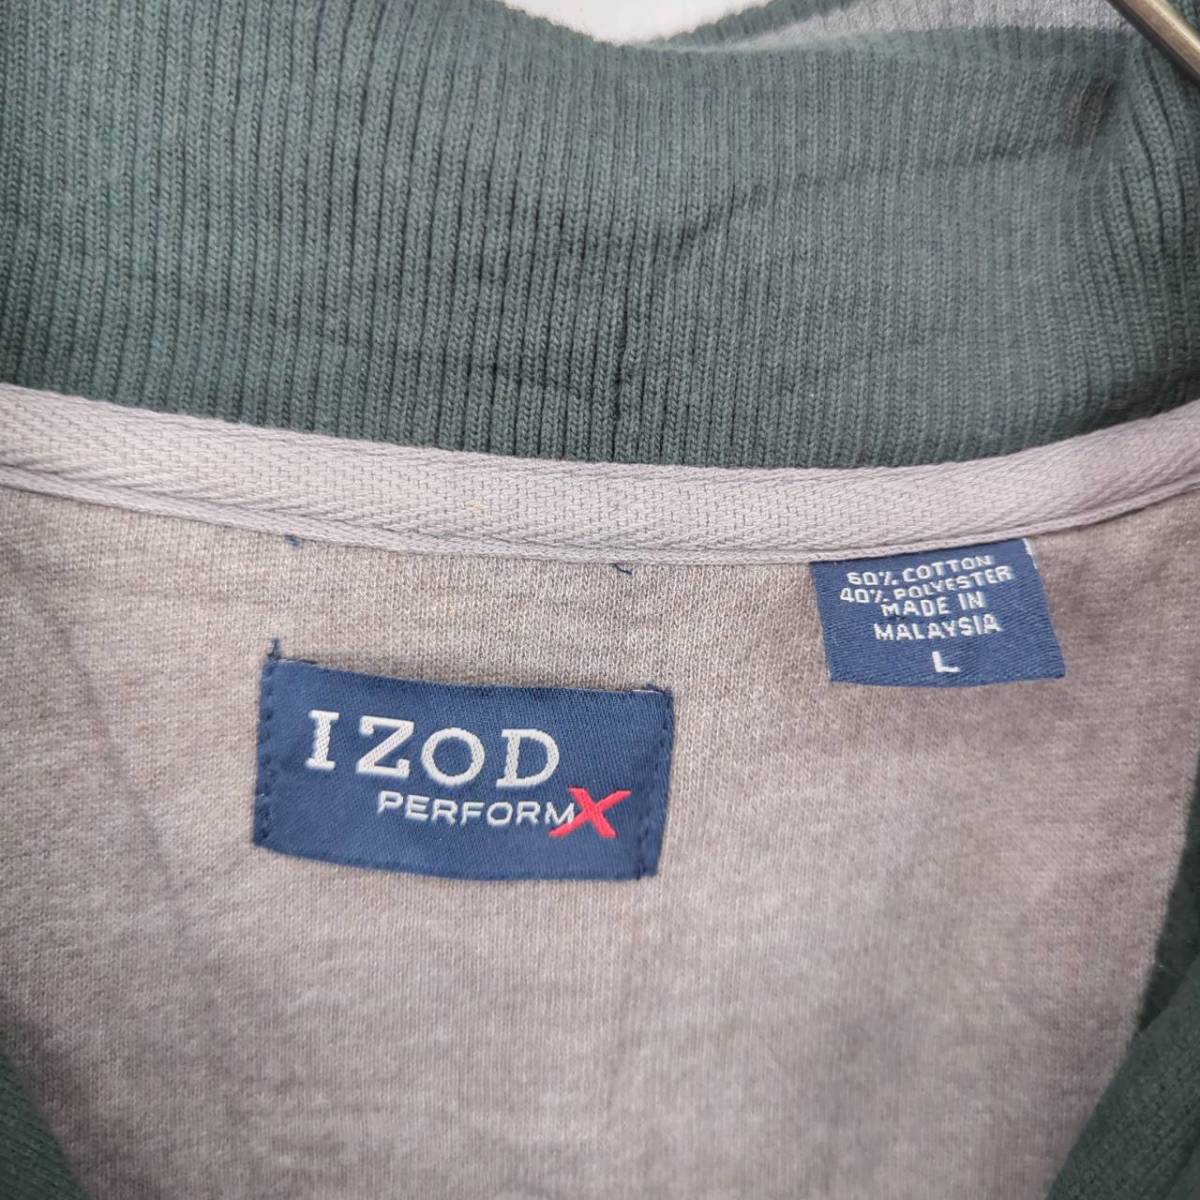 60% COTTON
40% POLYESTER
MADE IN
MALAYSIA
L
IZOD
PERFORMX